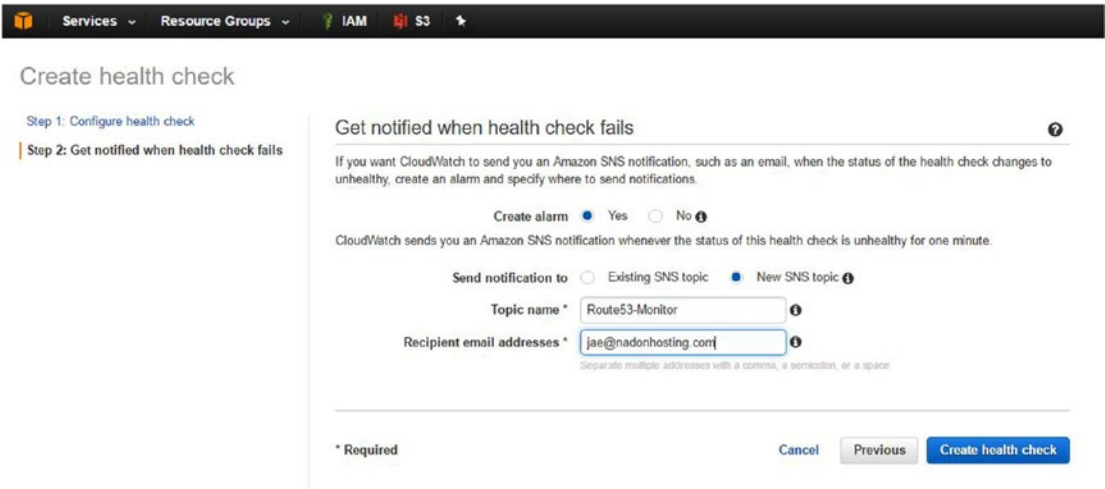 Services Resource Groups IAM S3
Create health check
Step 1: Configure health check
Step 2: Get notified when health check fails
Get notified when health check fails
If you want CloudWatch to send you an Amazon SNS notification, such as an email, when the status of the health check changes to
unhealthy, create an alarm and specify where to send notifications.
Create alarm Yes No
CloudWatch sends you an Amazon SNS notification whenever the status of this health check is unhealthy for one minute.
Send notification to Existing SNS topic New SNS topic
Topic name * Route53-Monitor
Recipient email addresses * jae@nadonhosting.com
Separate multiple addresses with a comma, a semicolon, or a space
* Required Cancel Previous Create health check